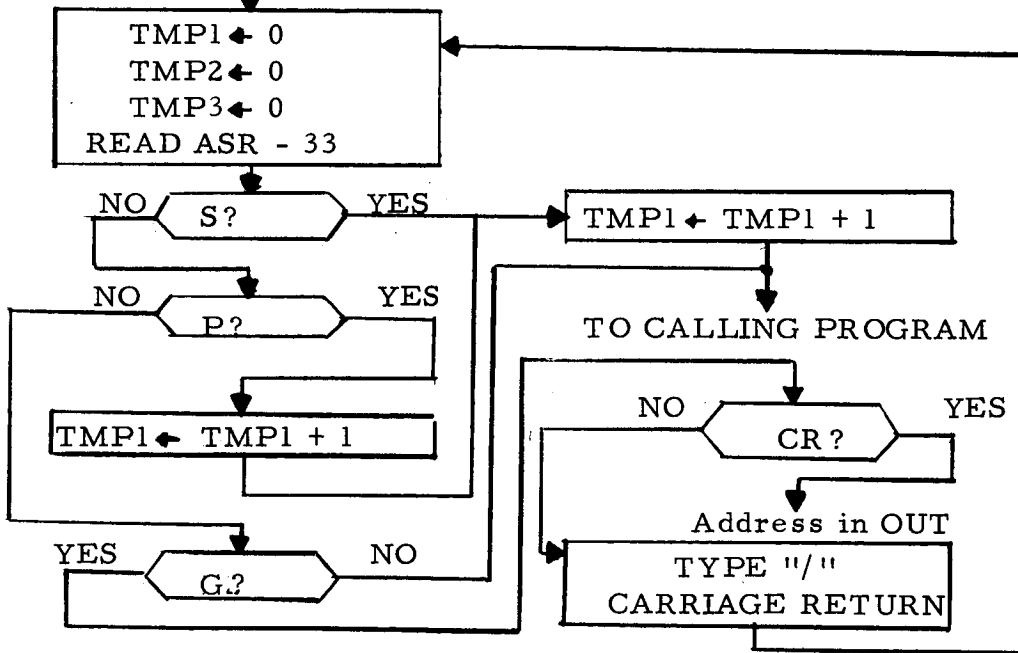 TMP1 ← 0
TMP2 ← 0
TMP3 ← 0
READ ASR - 33
NO
S?
YES
TMP1 ← TMP1 + 1
NO
P?
YES
TO CALLING PROGRAM
TMP1 ← TMP1 + 1
NO
CR?
YES
Address in OUT
YES
G?
NO
TYPE "/"
CARRIAGE RETURN